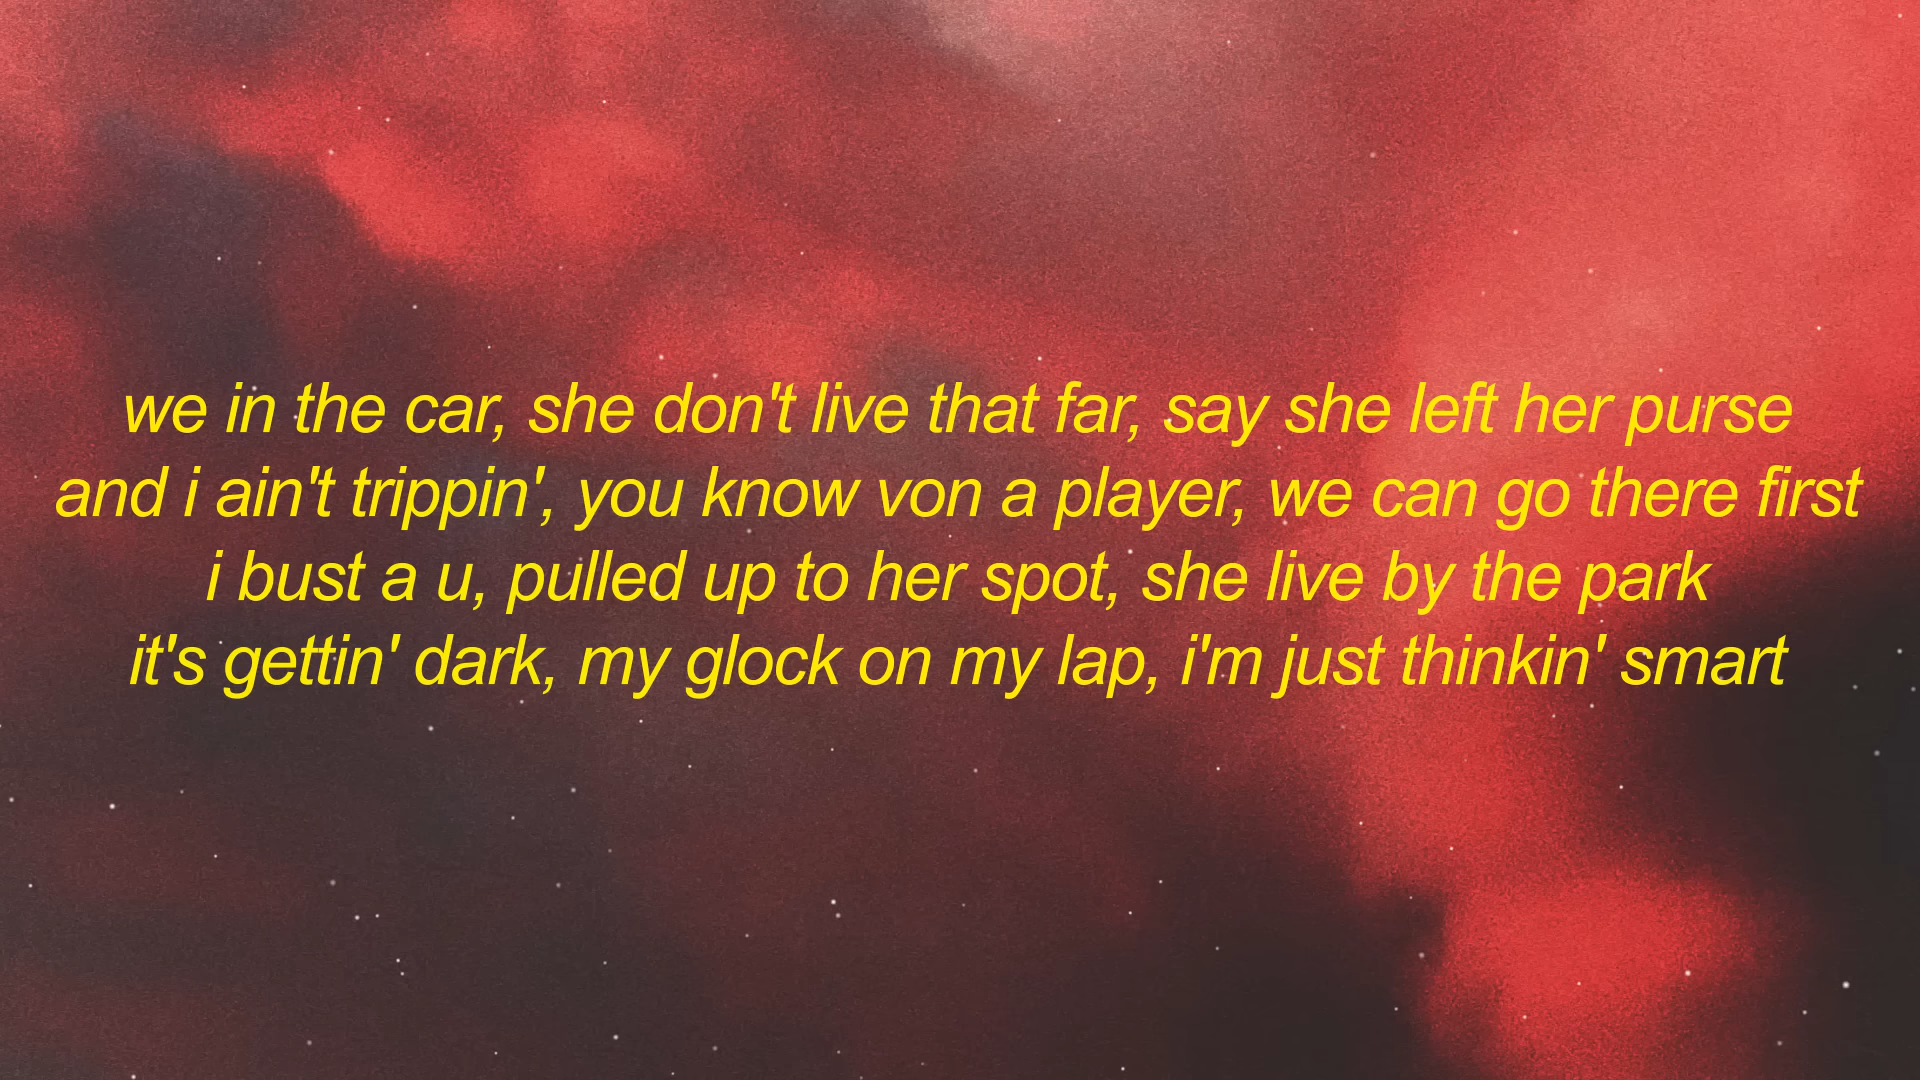 we in the car, she don't live that far, say she left her purse
and i ain't trippin', you know von a player, we can go there first
i bust a u, pulled up to her spot, she live by the park
it's gettin' dark, my glock on my lap, i'm just thinkin' smart